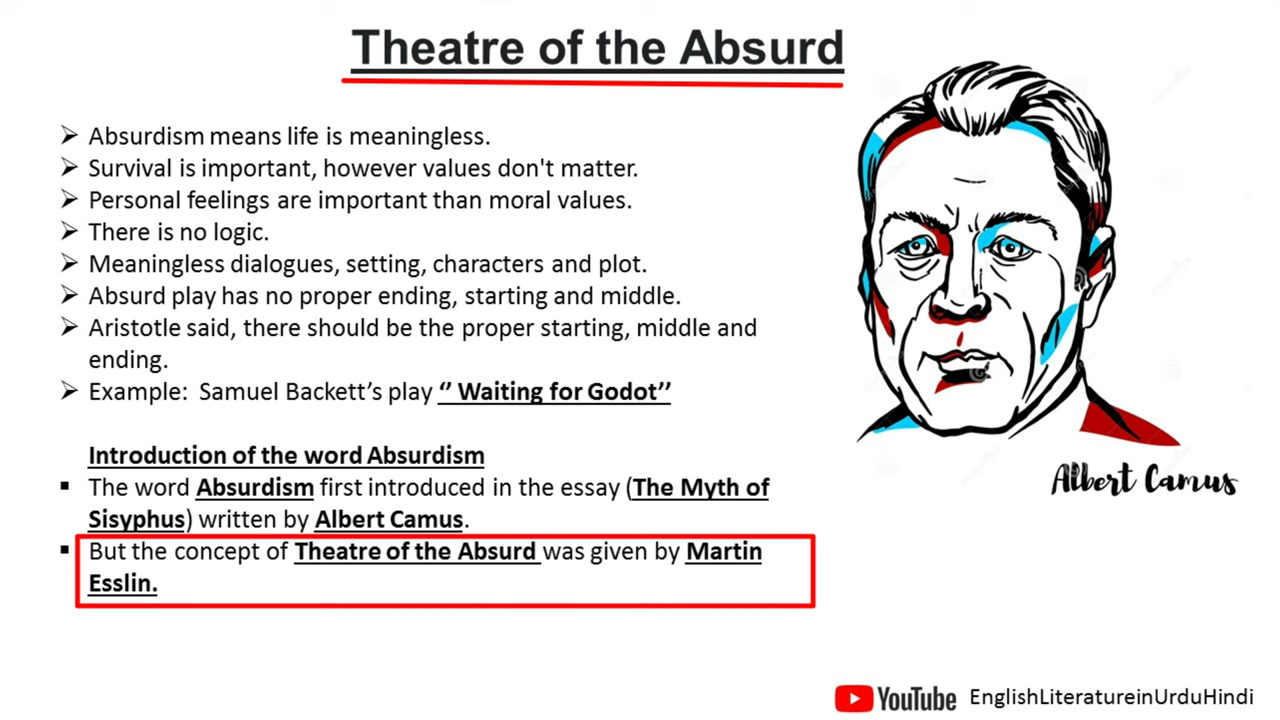 Theatre of the Absurd
➢ Absurdism means life is meaningless.
➢ Survival is important, however values don't matter.
➢ Personal feelings are important than moral values.
➢ There is no logic.
➢ Meaningless dialogues, setting, characters and plot.
➢ Absurd play has no proper ending, starting and middle.
➢ Aristotle said, there should be the proper starting, middle and
ending.
➢ Example: Samuel Backett’s play ‘’ Waiting for Godot’’
Introduction of the word Absurdism
▪ The word Absurdism first introduced in the essay (The Myth of
Sisyphus) written by Albert Camus.
▪ But the concept of Theatre of the Absurd was given by Martin
Esslin.
Albert Camus
YouTube EnglishLiteratureinUrduHindi